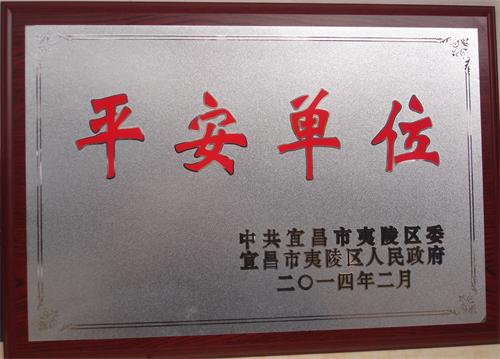 平安单位
中共宜昌市夷陵区委
宜昌市夷陵区人民政府
二〇一四年二月